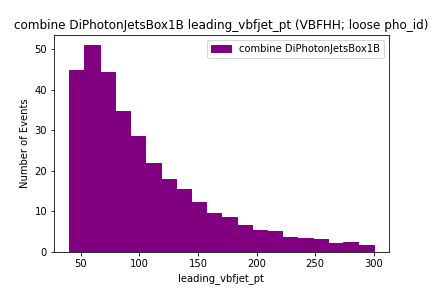 combine DiPhotonJetsBox1B leading_vbfjet_pt (VBFHH; loose pho_id)
combine DiPhotonJetsBox1B
Number of Events
50
40
30
20
10
0
50 100 150 200 250 300
leading_vbfjet_pt